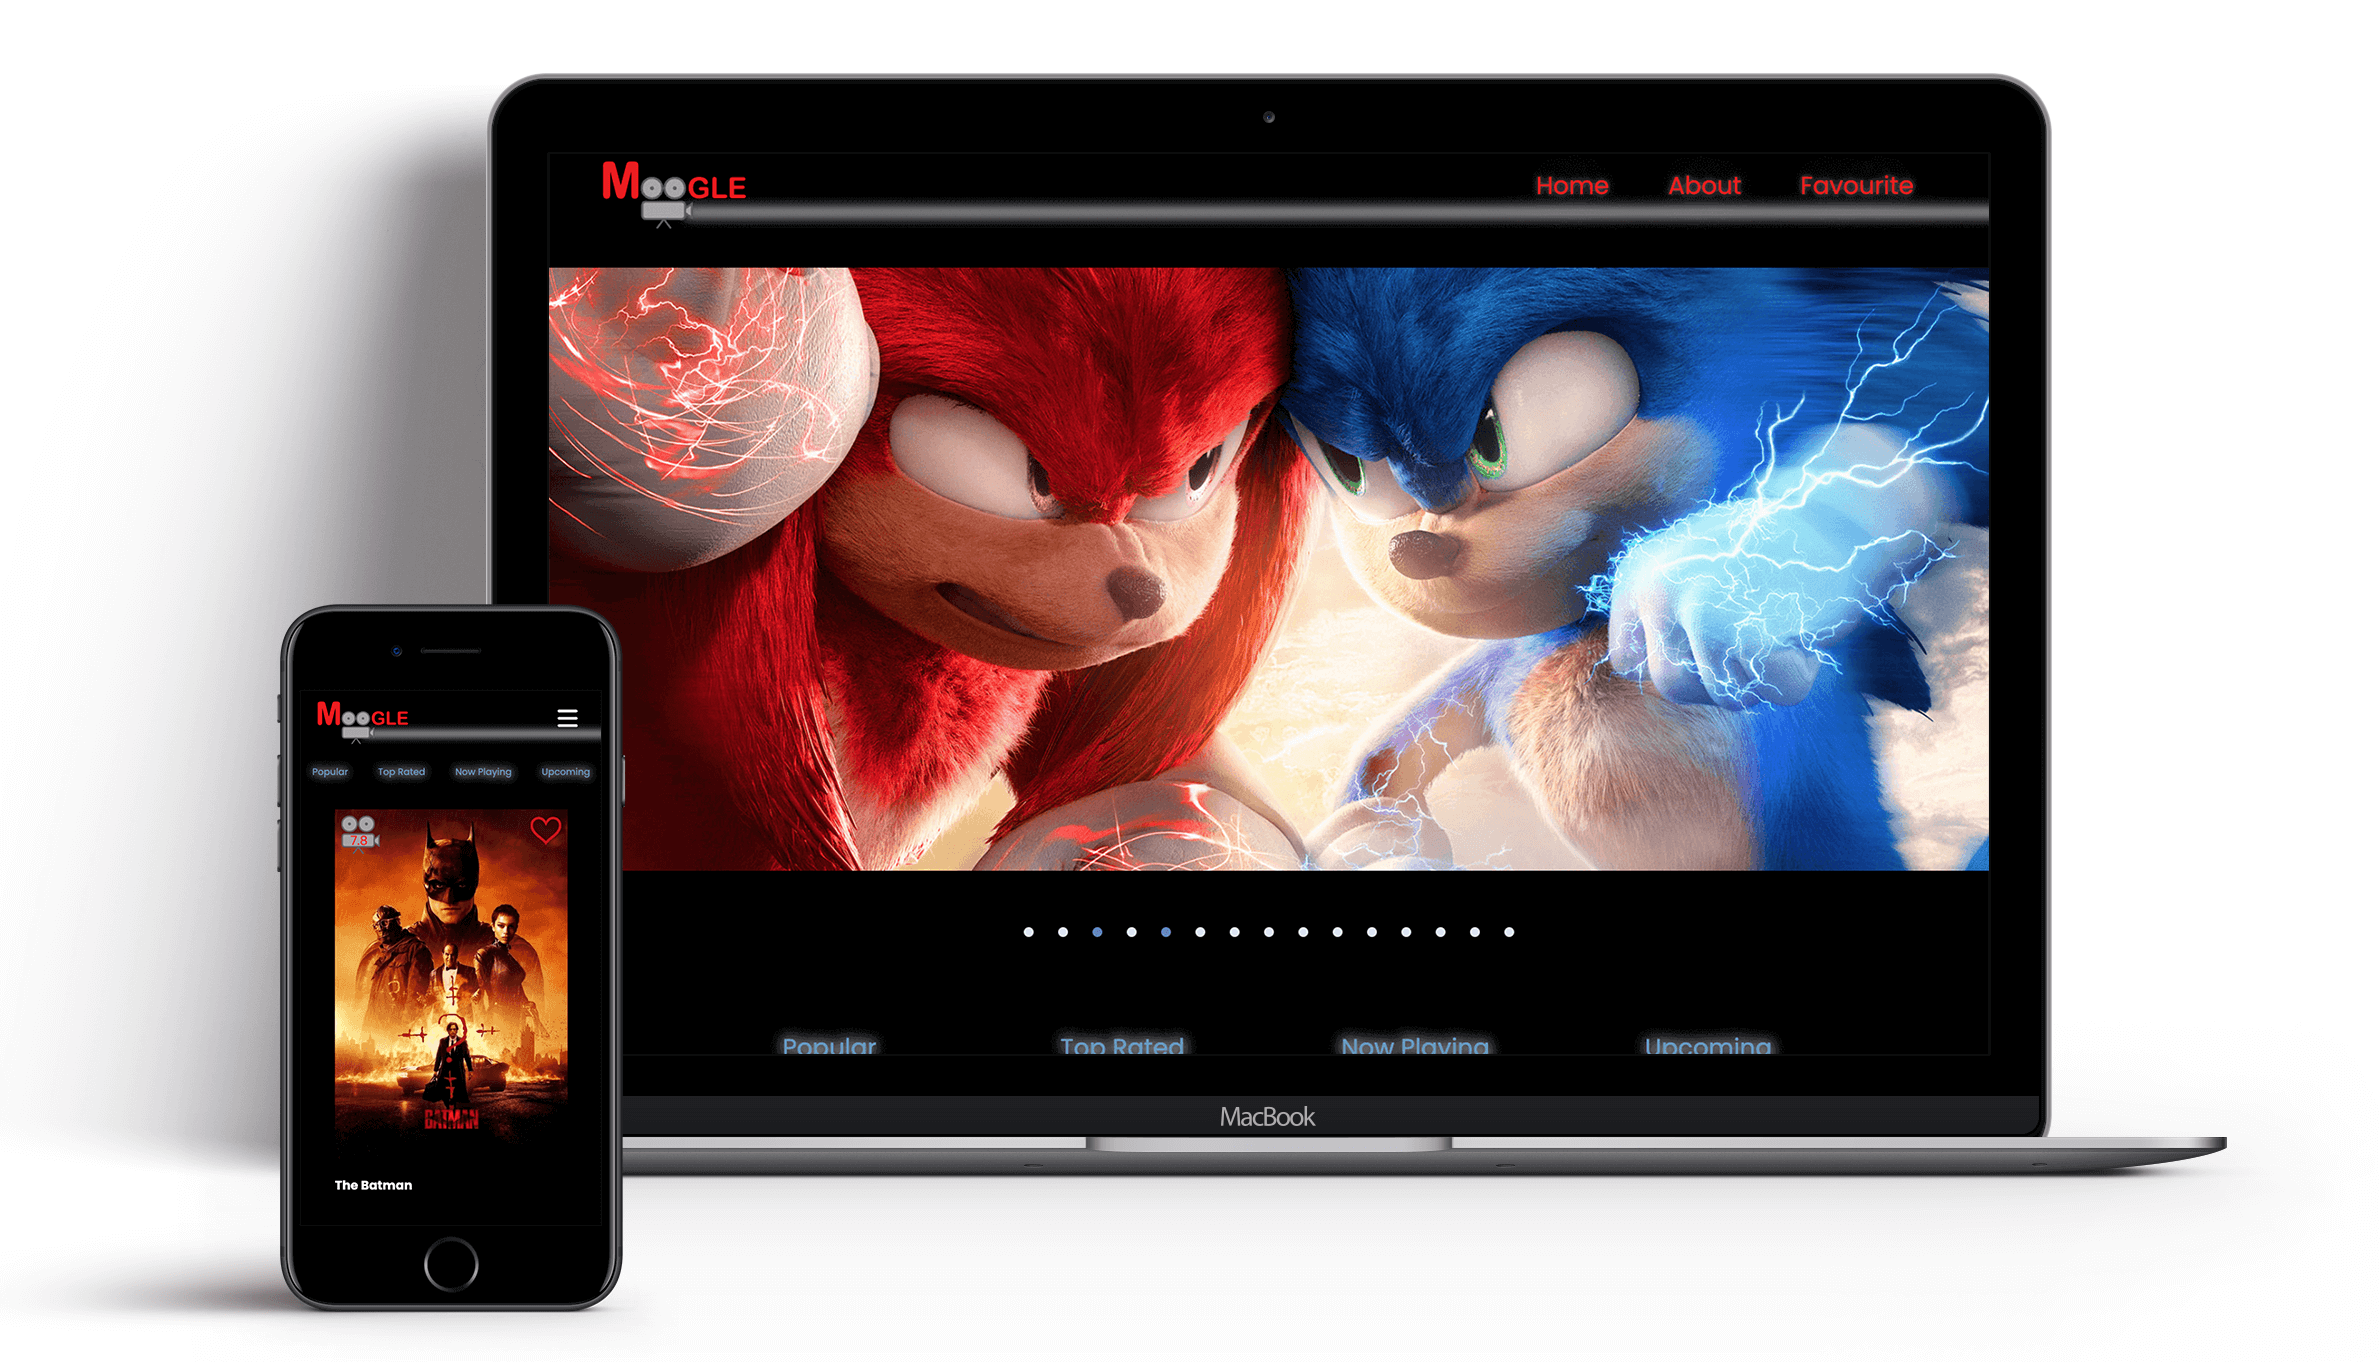 MOOGLE
Home About Favourite
Popular Top Rated Now Playing Upcoming
MacBook
MOOGLE
Popular Top Rated Now Playing Upcoming
7.8
BATMAN
The Batman